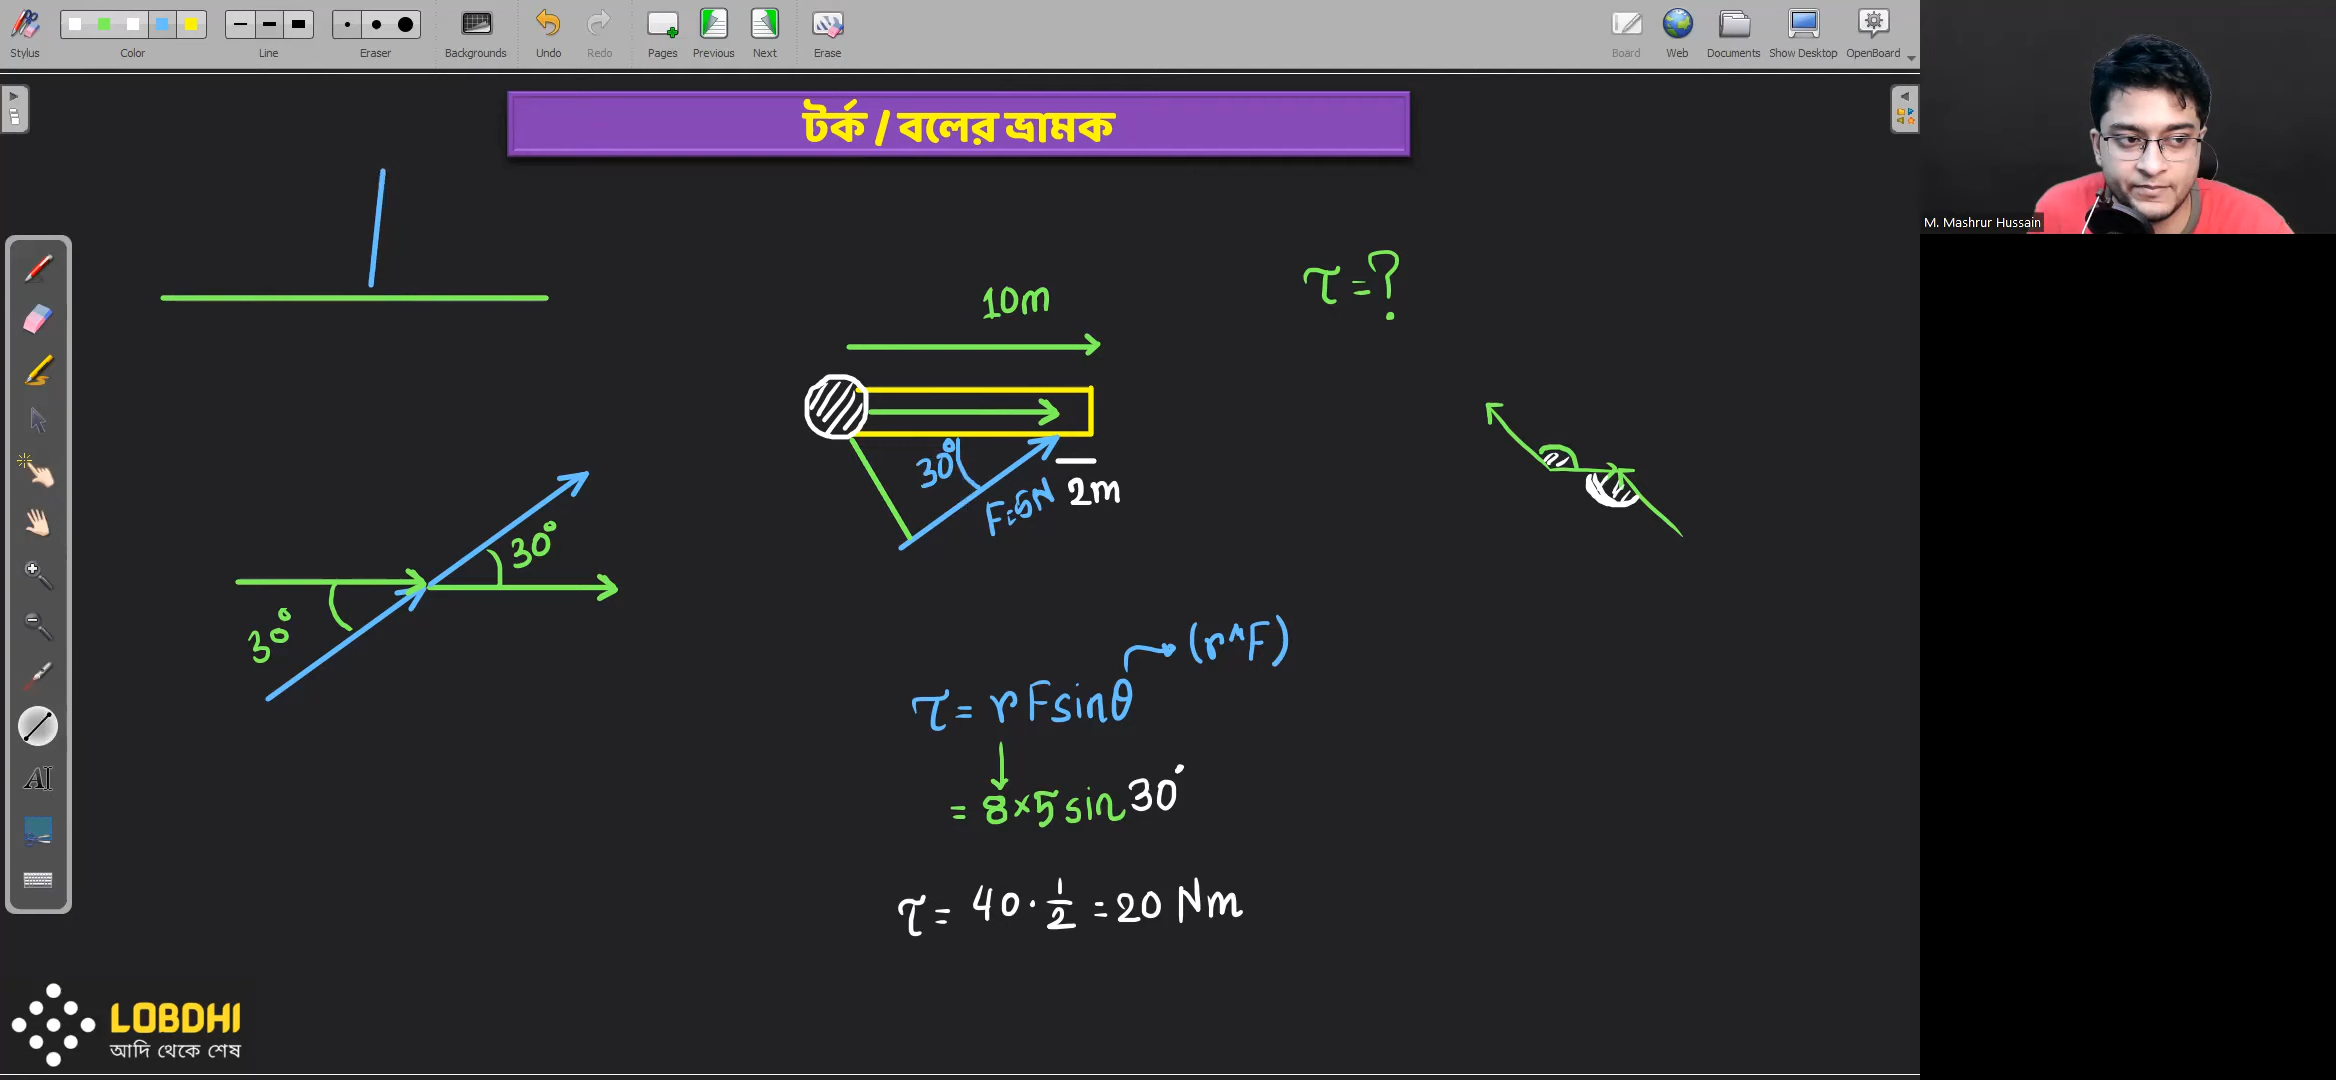 Stylus
Color
Line
Eraser
Backgrounds
Undo
Redo
Pages
Previous
Next
Erase
Board
Web
Documents
Show Desktop
OpenBoard
টর্ক / বলের ভ্রামক
M. Mashrur Hussain
τ = ?
10m
30°
F=5N
2m
30°
30°
(r^F)
τ = rFsinθ
= 8×5 sin 30°
τ = 40 · 1/2 = 20 Nm
AI
LOBDHI
আদি থেকে শেষ